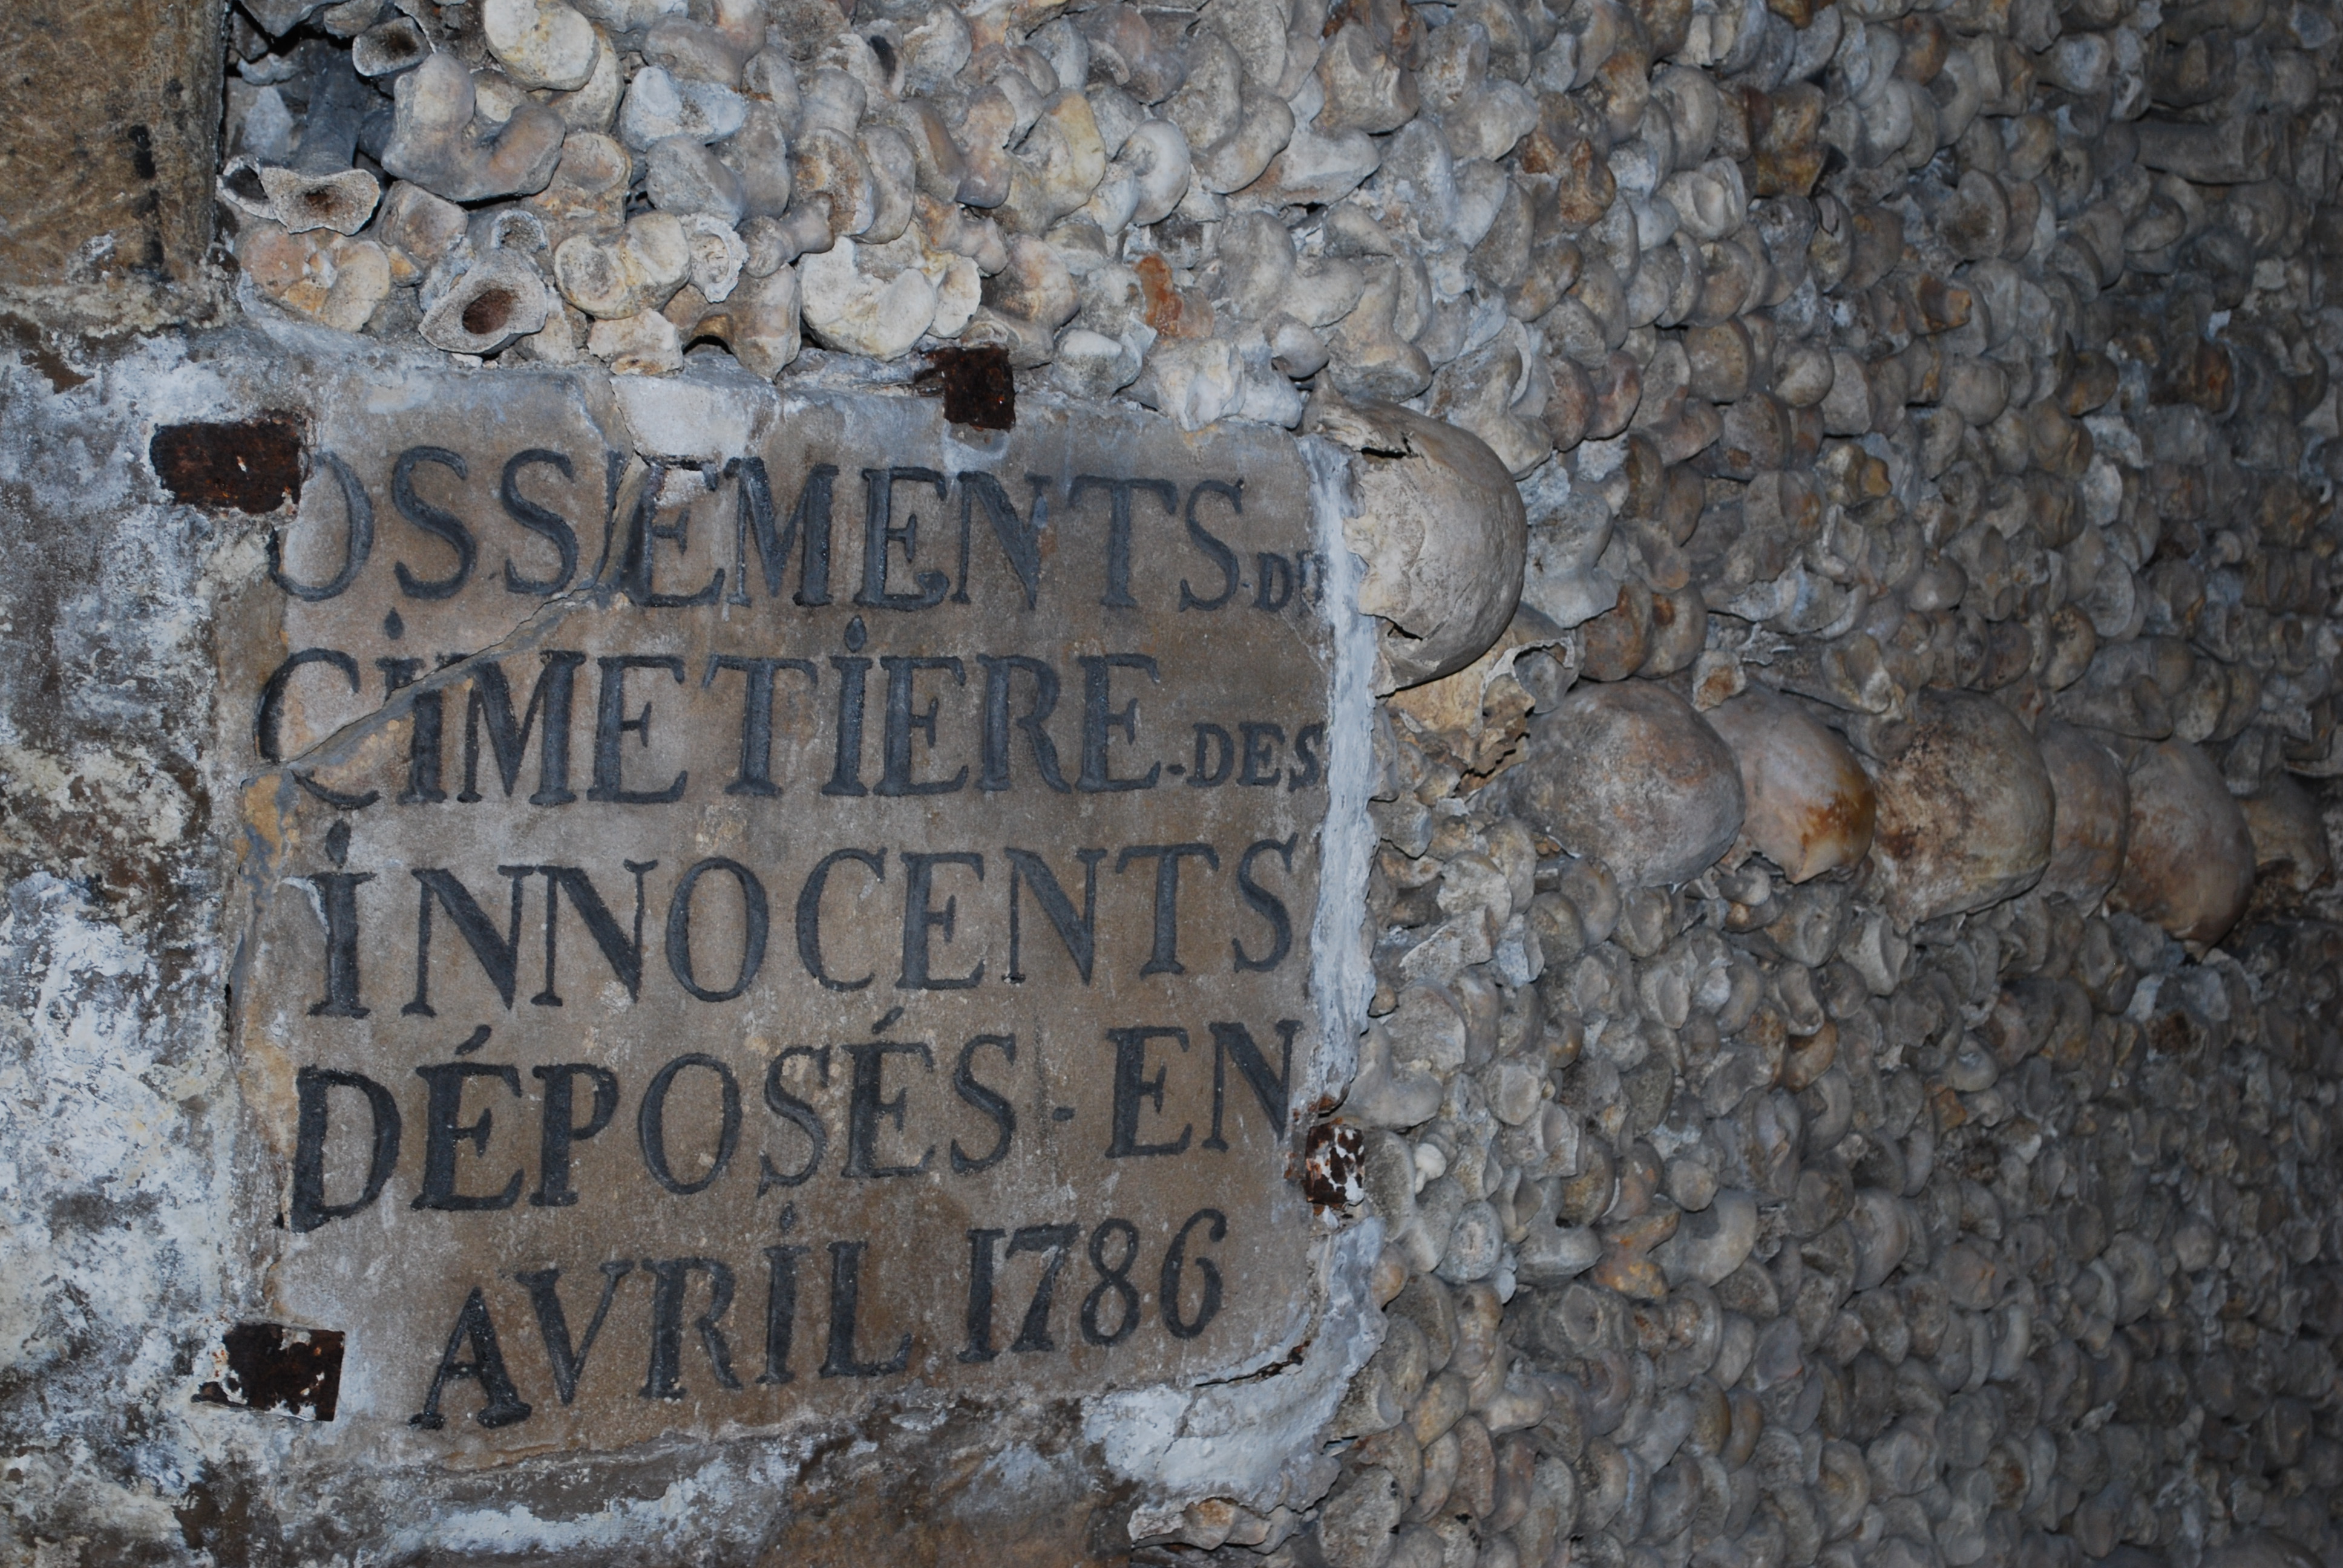 OSSEMENTS DU
CIMETIERE-DES
INNOCENTS
DÉPOSÉS-EN
AVRIL 1786